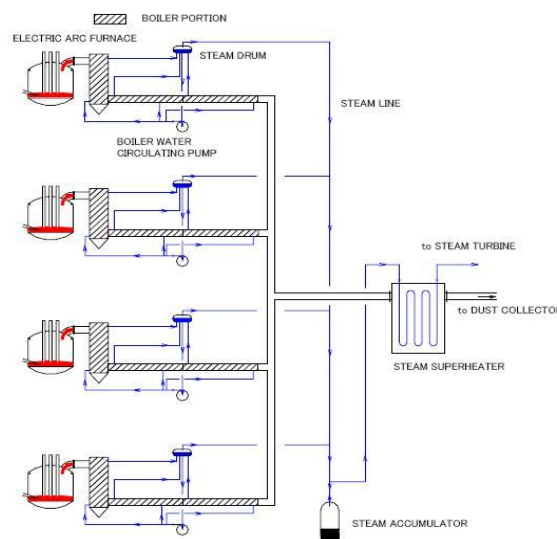 BOILER PORTION
ELECTRIC ARC FURNACE
STEAM DRUM
STEAM LINE
BOILER WATER
CIRCULATING PUMP
to STEAM TURBINE
to DUST COLLECTOR
STEAM SUPERHEATER
STEAM ACCUMULATOR